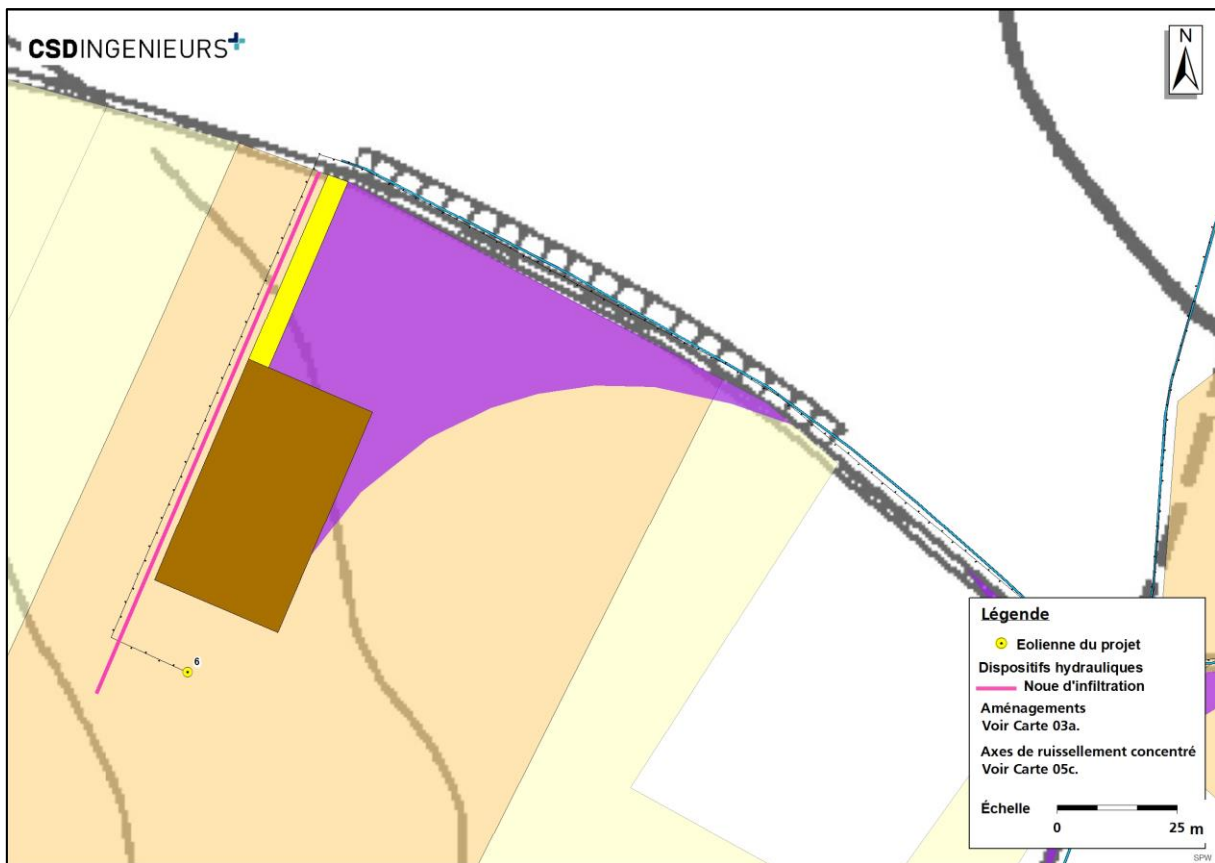 CSDINGENIEURS
N
6
Légende
Eolienne du projet
Dispositifs hydrauliques
Noue d'infiltration
Aménagements
Voir Carte 03a.
Axes de ruissellement concentré
Voir Carte 05c.
Échelle
0 25 m
SPW